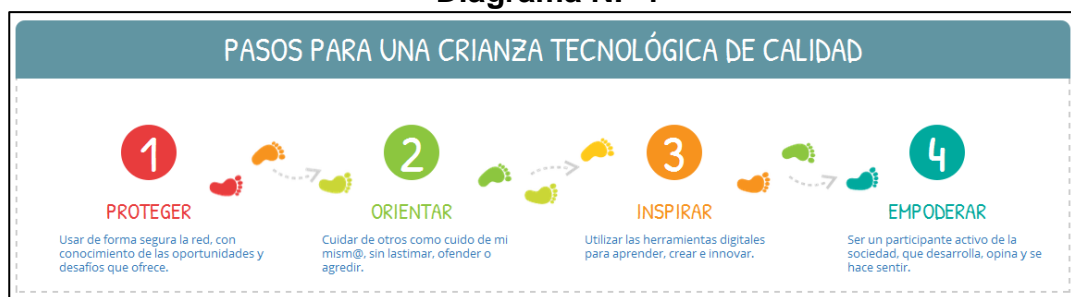 PASOS PARA UNA CRIANZA TECNOLÓGICA DE CALIDAD
1
PROTEGER
Usar de forma segura la red, con
conocimiento de las oportunidades y
desafíos que ofrece.
2
ORIENTAR
Cuidar de otros como cuido de mi
mism@, sin lastimar, ofender o
agredir.
3
INSPIRAR
Utilizar las herramientas digitales
para aprender, crear e innovar.
4
EMPODERAR
Ser un participante activo de la
sociedad, que desarrolla, opina y se
hace sentir.